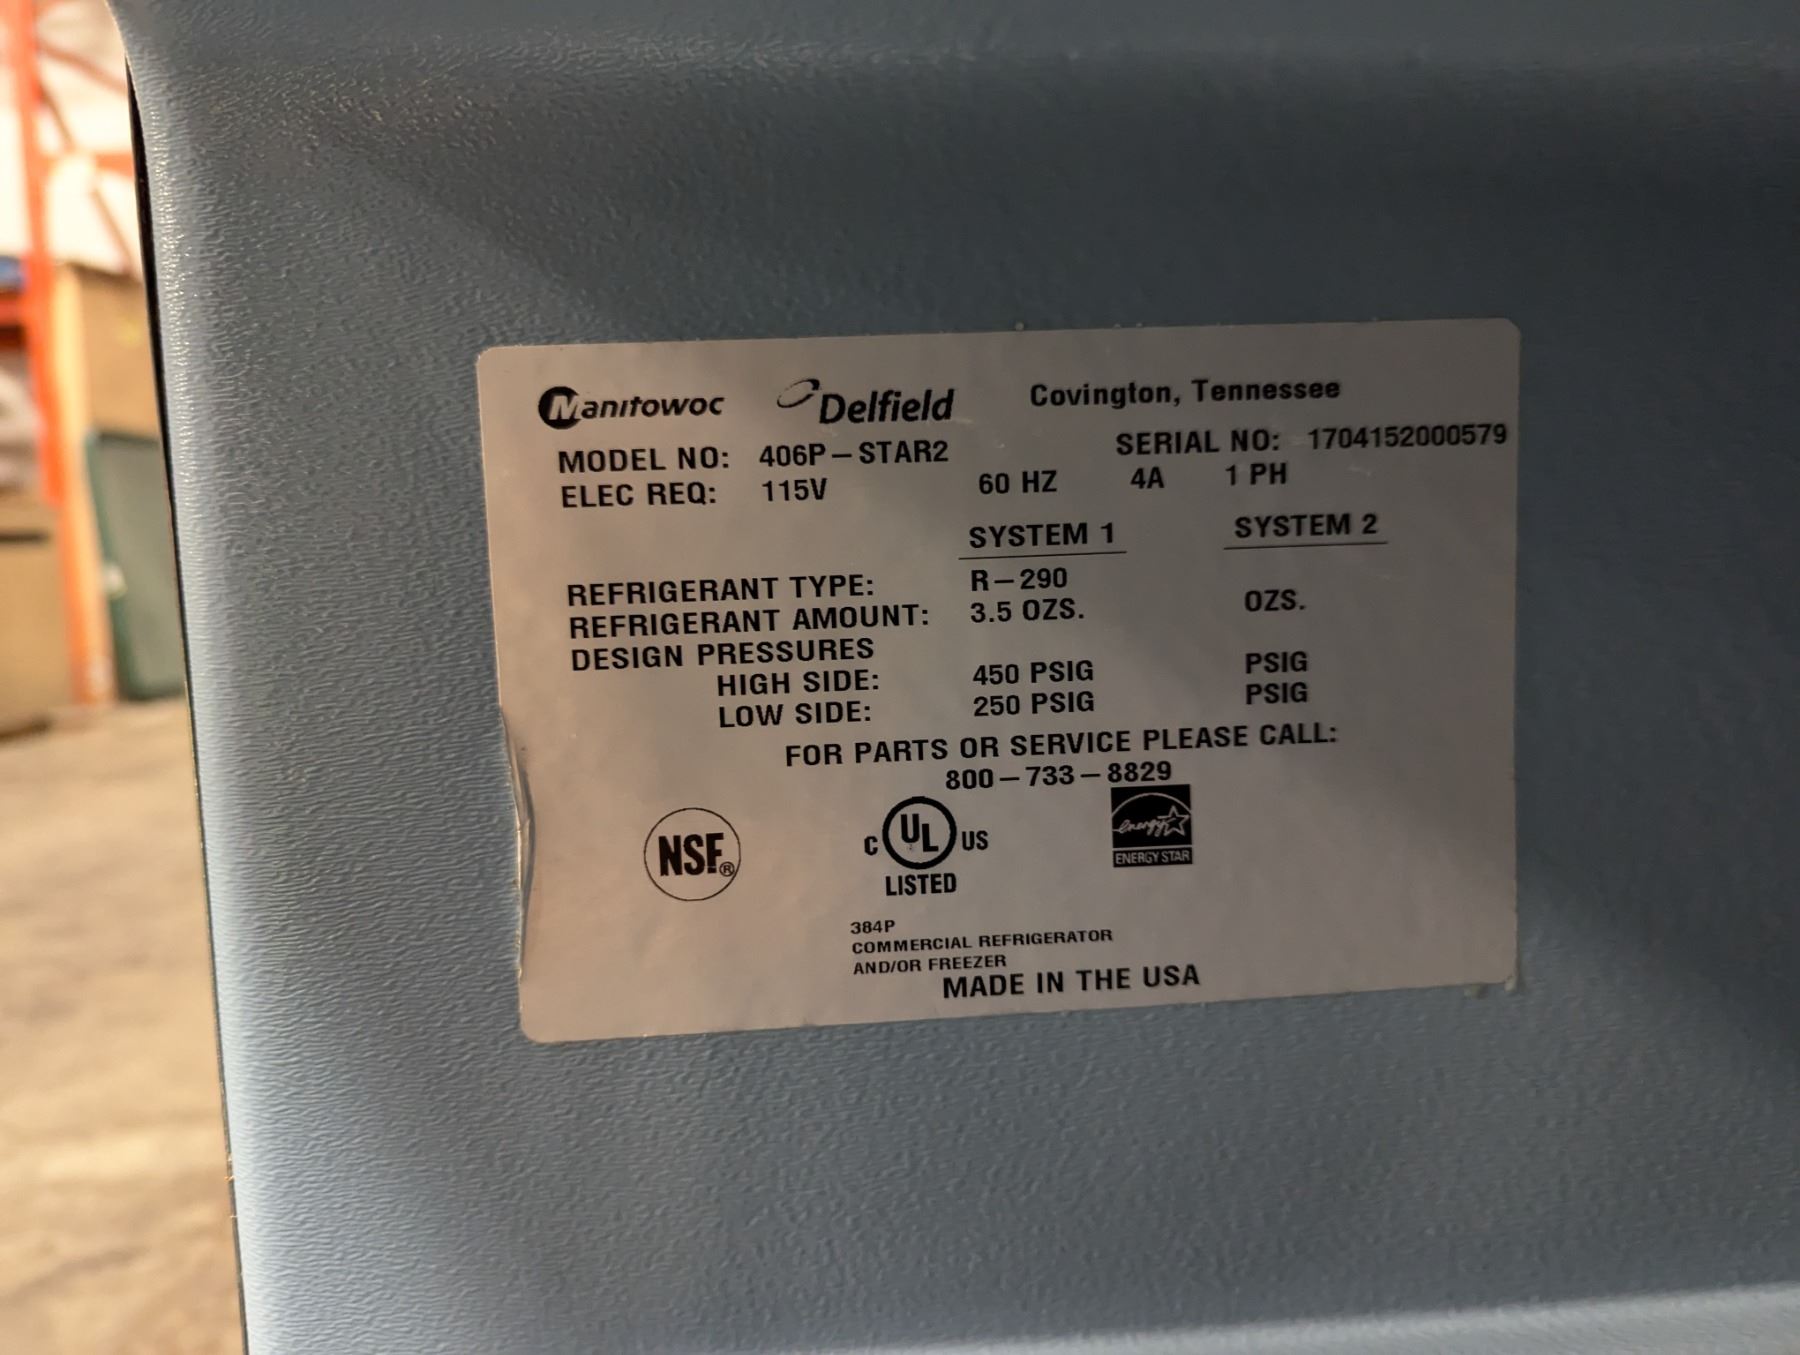 Manitowoc Delfield Covington, Tennessee
MODEL NO: 406P-STAR2 SERIAL NO: 1704152000579
ELEC REQ: 115V 60 HZ 4A 1 PH
SYSTEM 1 SYSTEM 2
REFRIGERANT TYPE: R-290
REFRIGERANT AMOUNT: 3.5 OZS. OZS.
DESIGN PRESSURES
HIGH SIDE: 450 PSIG PSIG
LOW SIDE: 250 PSIG PSIG
FOR PARTS OR SERVICE PLEASE CALL:
800-733-8829
NSF®
C UL US
LISTED
energy
ENERGY STAR
384P
COMMERCIAL REFRIGERATOR
AND/OR FREEZER
MADE IN THE USA